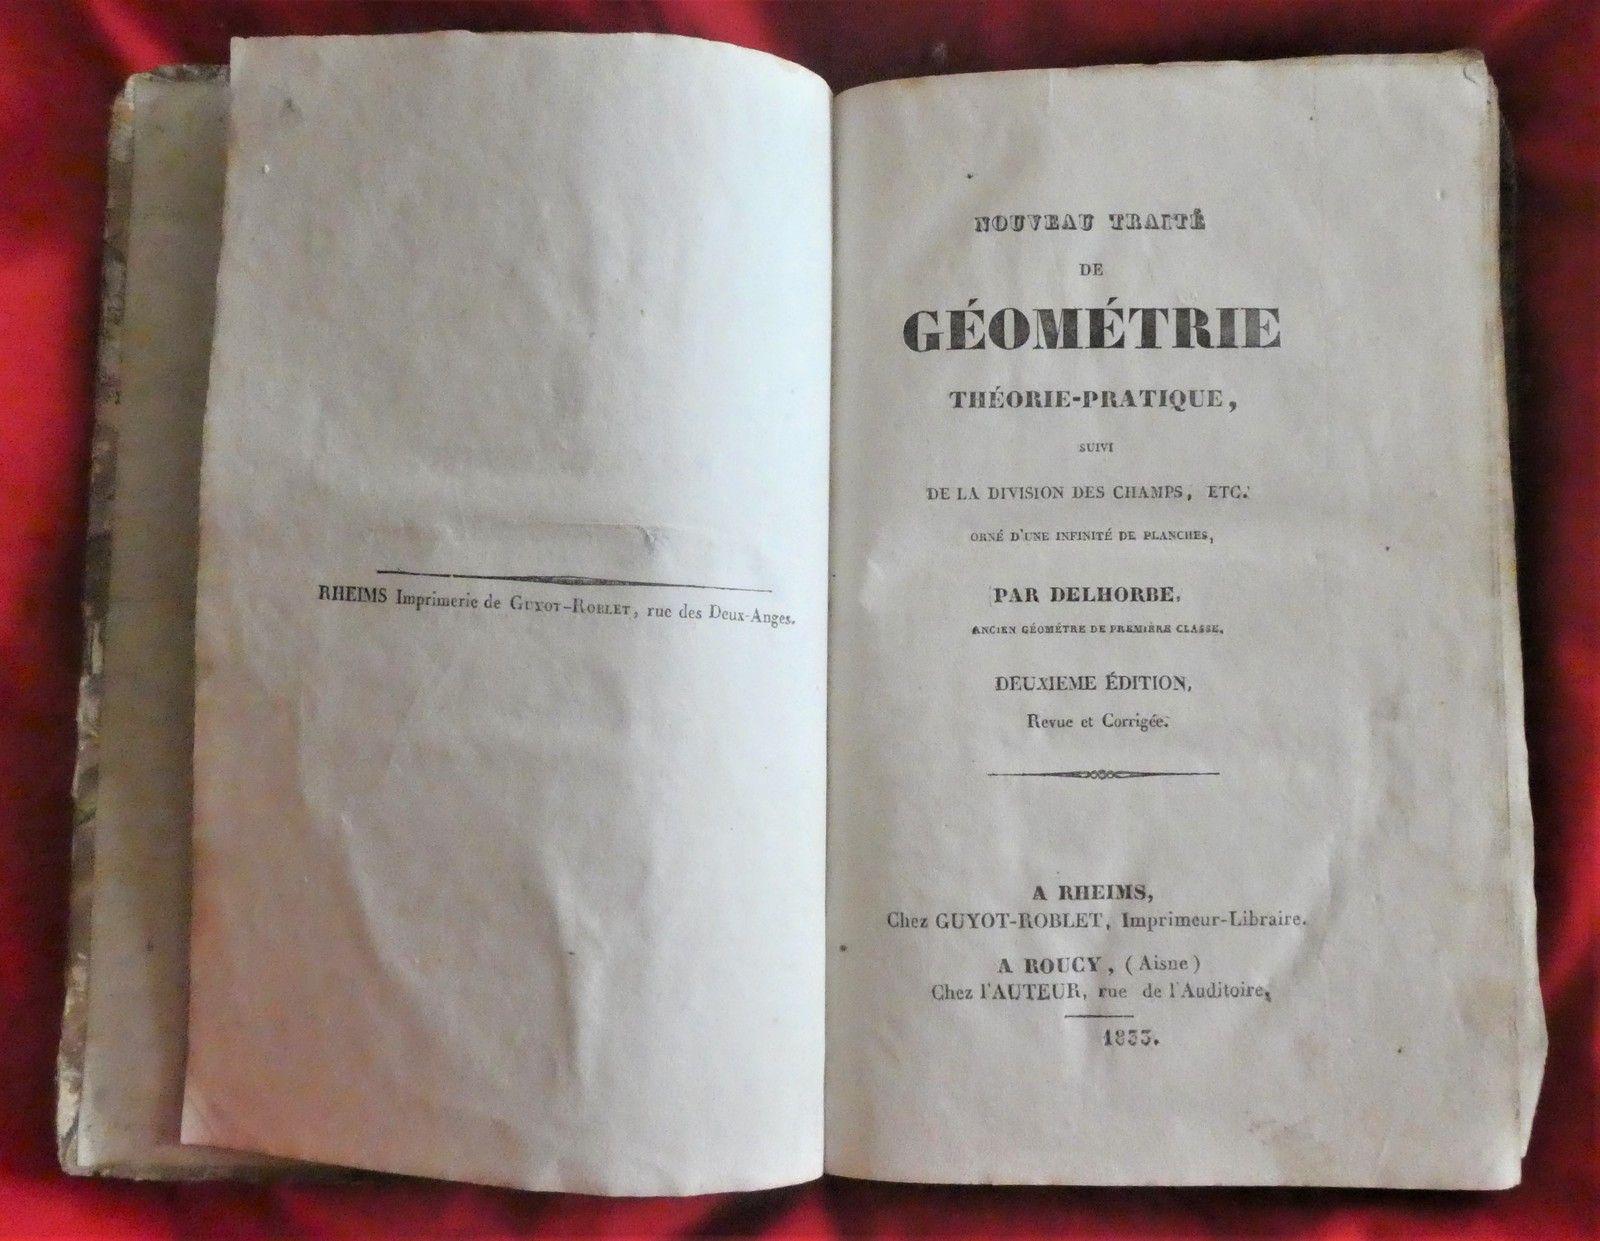 RHEIMS Imprimerie de GUYOT-ROBLET, rue des Deux-Anges.
NOUVEAU TRAITÉ
DE
GÉOMÉTRIE
THÉORIE-PRATIQUE,
SUIVI
DE LA DIVISION DES CHAMPS, ETC.
ORNÉ D'UNE INFINITÉ DE PLANCHES,
PAR DELHORBE,
ANCIEN GÉOMÉTRE DE PREMIÈRE CLASSE.
DEUXIEME ÉDITION,
Revue et Corrigée.
A RHEIMS,
Chez GUYOT-ROBLET, Imprimeur-Libraire.
A ROUCY, (Aisne)
Chez l'AUTEUR, rue de l'Auditoire,
1833.